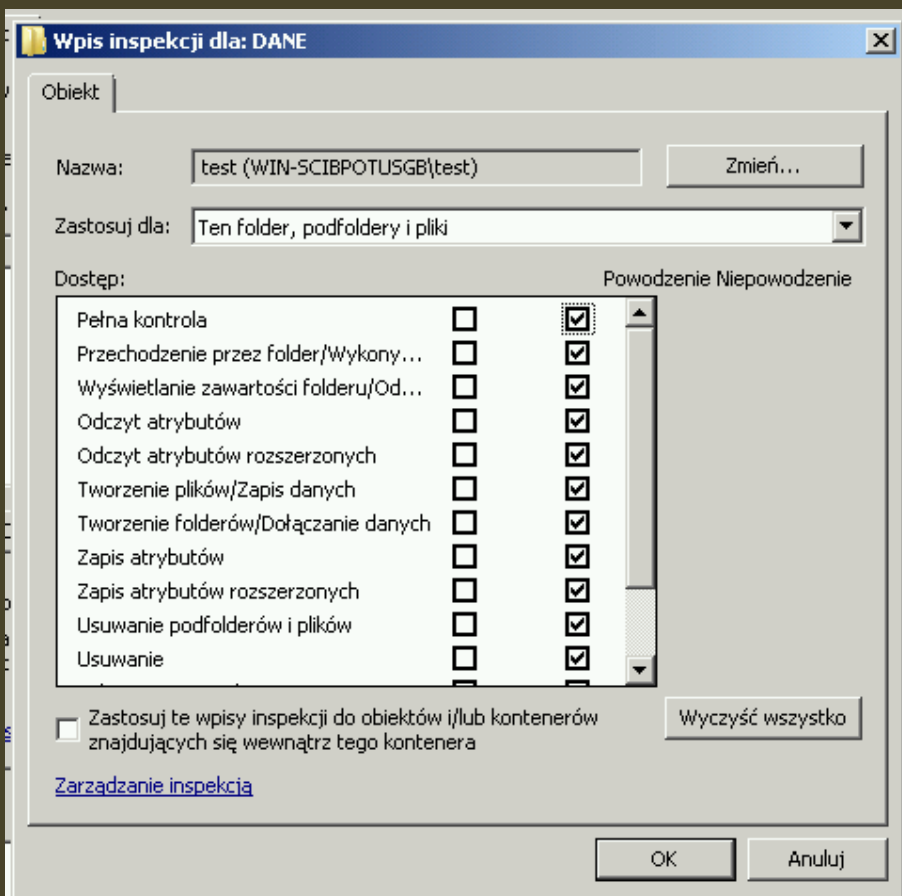 Wpis inspekcji dla: DANE
Obiekt
Nazwa: test (WIN-SCIBPOTUSGB\test) Zmień...
Zastosuj dla: Ten folder, podfoldery i pliki
Dostęp: Powodzenie Niepowodzenie
Pełna kontrola
Przechodzenie przez folder/Wykony...
Wyświetlanie zawartości folderu/Od...
Odczyt atrybutów
Odczyt atrybutów rozszerzonych
Tworzenie plików/Zapis danych
Tworzenie folderów/Dołączanie danych
Zapis atrybutów
Zapis atrybutów rozszerzonych
Usuwanie podfolderów i plików
Usuwanie
Zastosuj te wpisy inspekcji do obiektów i/lub kontenerów Wyczyść wszystko
znajdujących się wewnątrz tego kontenera
Zarządzanie inspekcją
OK Anuluj